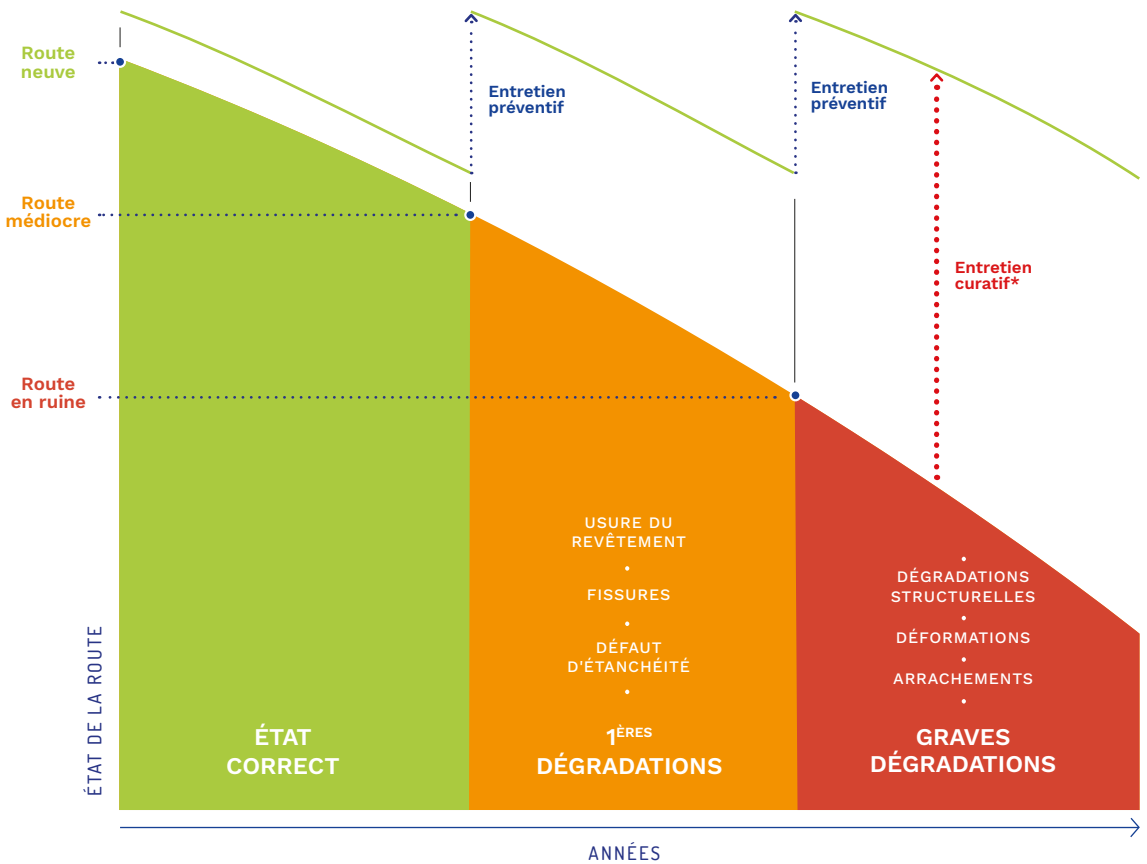 Route
neuve
Entretien
préventif
Entretien
préventif
Route
médiocre
Entretien
curatif*
Route
en ruine
USURE DU
REVÊTEMENT
•
FISSURES
•
DÉFAUT
D'ÉTANCHÉITÉ
•
1ÈRES
DÉGRADATIONS
•
DÉGRADATIONS
STRUCTURELLES
•
DÉFORMATIONS
•
ARRACHEMENTS
•
GRAVES
DÉGRADATIONS
ÉTAT
CORRECT
ÉTAT DE LA ROUTE
ANNÉES